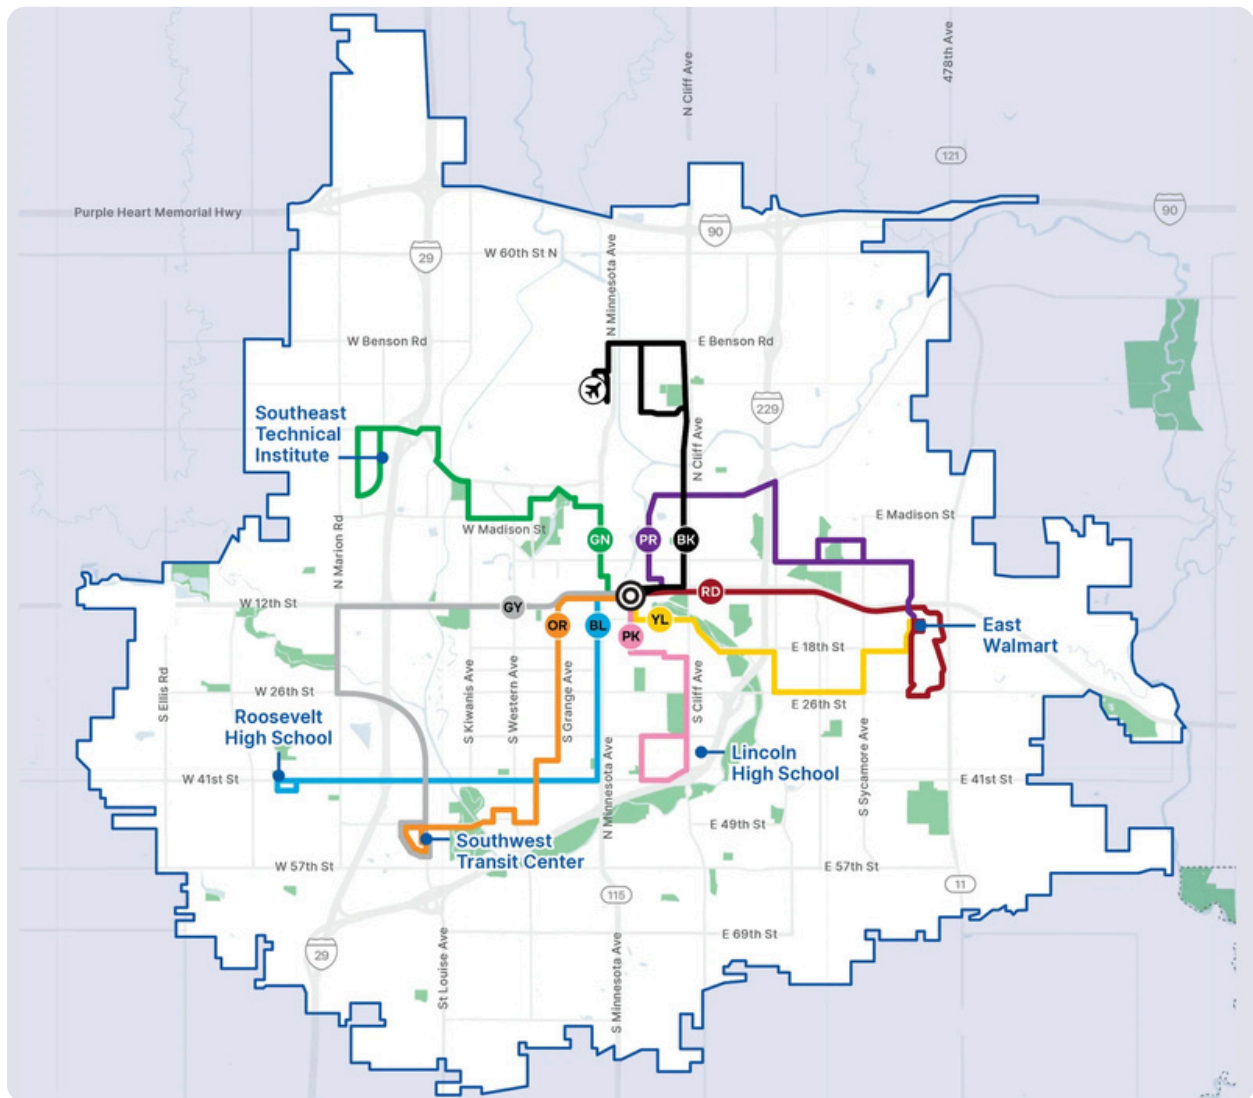 N Cliff Ave
478th Ave
121
Purple Heart Memorial Hwy
90
90
29
W 60th St N
N Minnesota Ave
W Benson Rd
E Benson Rd
229
Southeast
Technical
Institute
N Cliff Ave
N Marion Rd
W Madison St
E Madison St
GN
PR
BK
W 12th St
GY
RD
OR
BL
PK
YL
East
Walmart
E 18th St
S Ellis Rd
W 26th St
E 26th St
S Kiwanis Ave
S Western Ave
S Grange Ave
S Cliff Ave
Roosevelt
High School
N Minnesota Ave
Lincoln
High School
S Sycamore Ave
W 41st St
E 41st St
E 49th St
Southwest
Transit Center
W 57th St
E 57th St
115
11
E 69th St
29
St Louise Ave
S Minnesota Ave